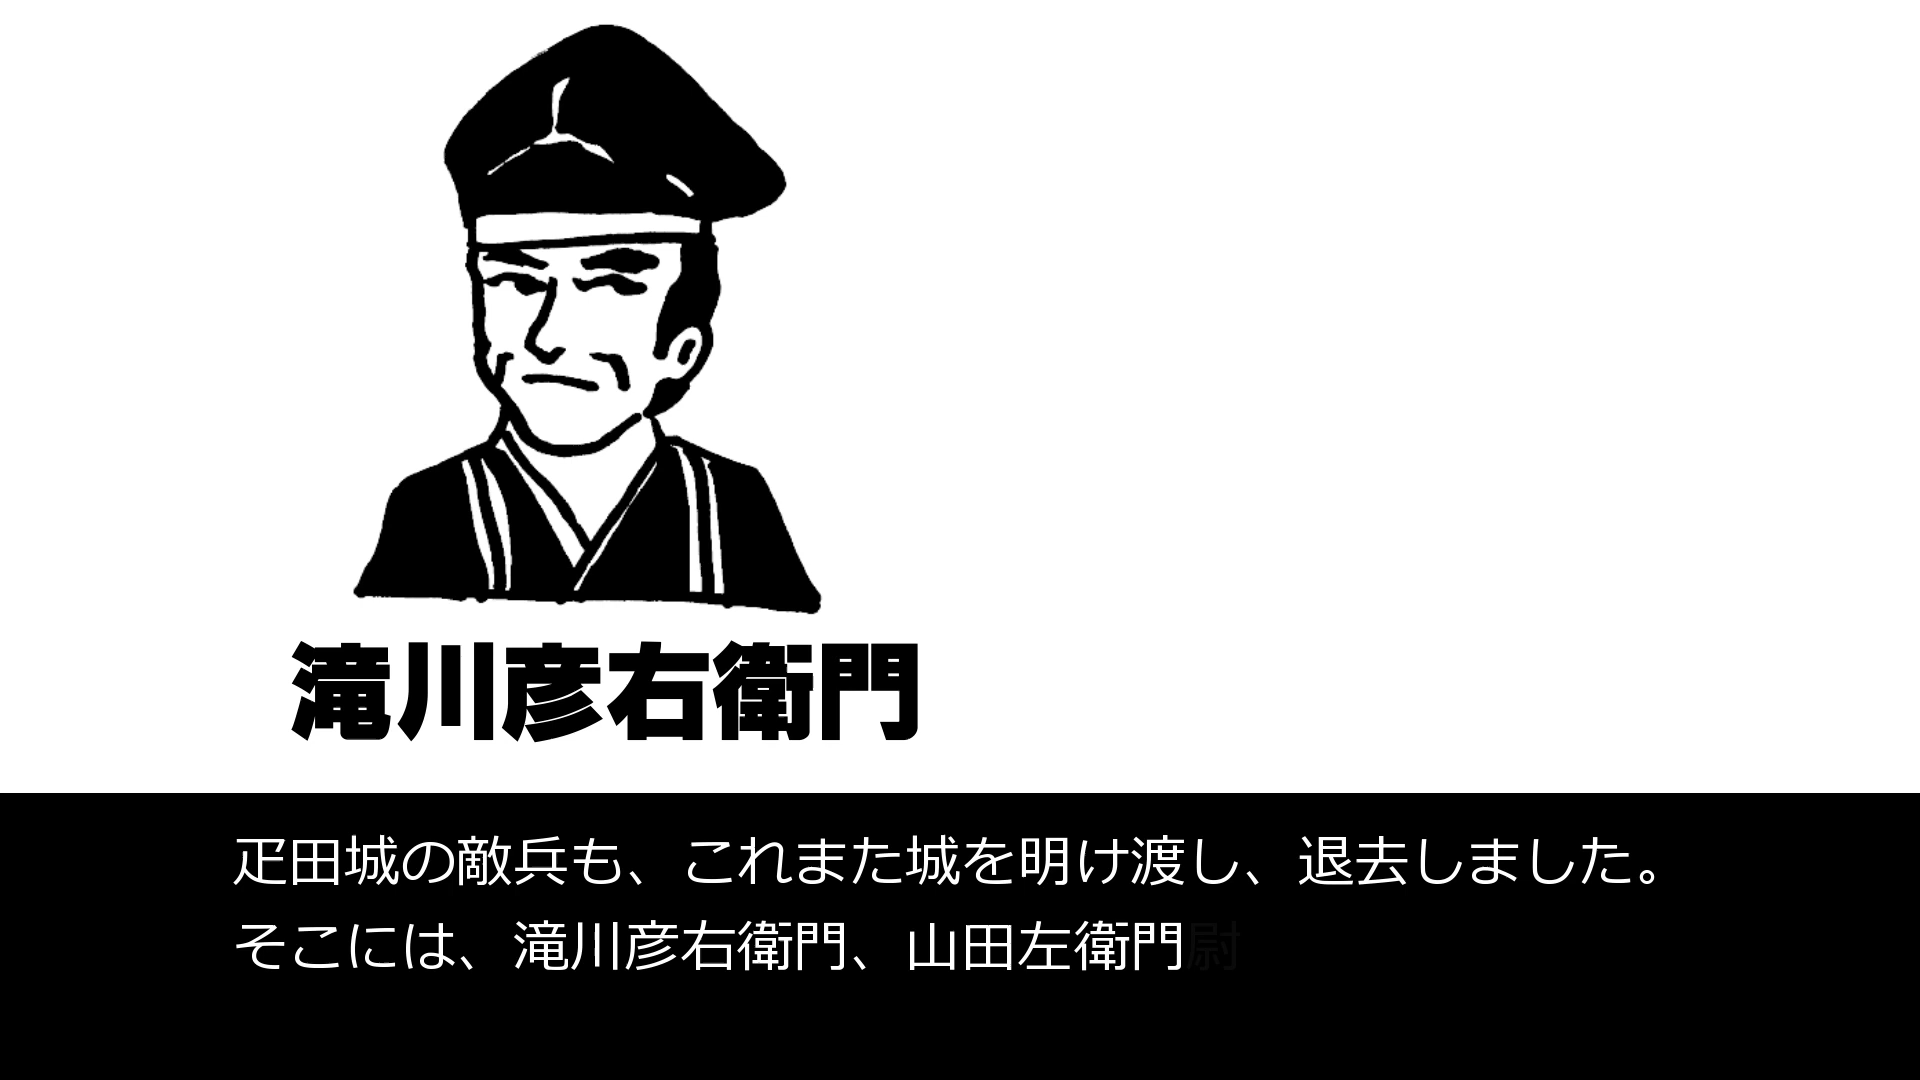 滝川彦右衛門
疋田城の敵兵も、これまた城を明け渡し、退去しました。
そこには、滝川彦右衛門、山田左衛門尉